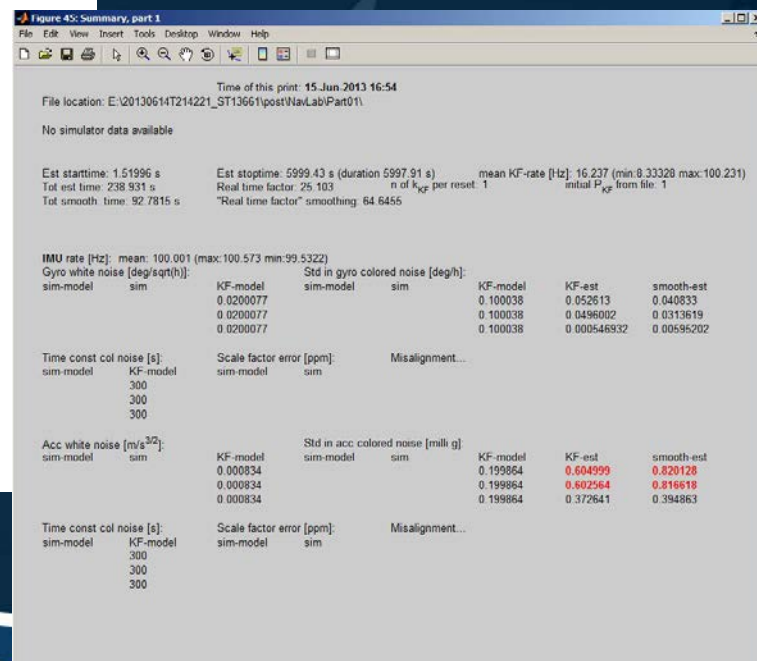 Figure 45: Summary, part 1
File Edit View Insert Tools Desktop Window Help
Time of this print: 15-Jun-2013 16:54
File location: E:\20130614T214221_ST13661\post\NavLab\Part01\
No simulator data available
Est starttime: 1.51996 s Est stoptime: 5999.43 s (duration 5997.91 s) mean KF-rate [Hz]: 16.237 (min:8.33328 max:100.231)
Tot est time: 238.931 s Real time factor: 25.103 n of k_KF per reset: 1 initial P_KF from file: 1
Tot smooth. time: 92.7815 s "Real time factor" smoothing: 64.6455
IMU rate [Hz]: mean: 100.001 (max:100.573 min:99.5322)
Gyro white noise [deg/sqrt(h)]: Std in gyro colored noise [deg/h]:
sim-model sim KF-model sim-model sim KF-model KF-est smooth-est
0.0200077 0.100038 0.052613 0.040833
0.0200077 0.100038 0.0496002 0.0313619
0.0200077 0.100038 0.000546932 0.00595202
Time const col noise [s]: Scale factor error [ppm]: Misalignment...
sim-model KF-model sim-model sim
300
300
300
Acc white noise [m/s^3/2]: Std in acc colored noise [milli g]:
sim-model sim KF-model sim-model sim KF-model KF-est smooth-est
0.000834 0.199864 0.604999 0.820128
0.000834 0.199864 0.602564 0.816618
0.000834 0.199864 0.372641 0.394863
Time const col noise [s]: Scale factor error [ppm]: Misalignment...
sim-model KF-model sim-model sim
300
300
300